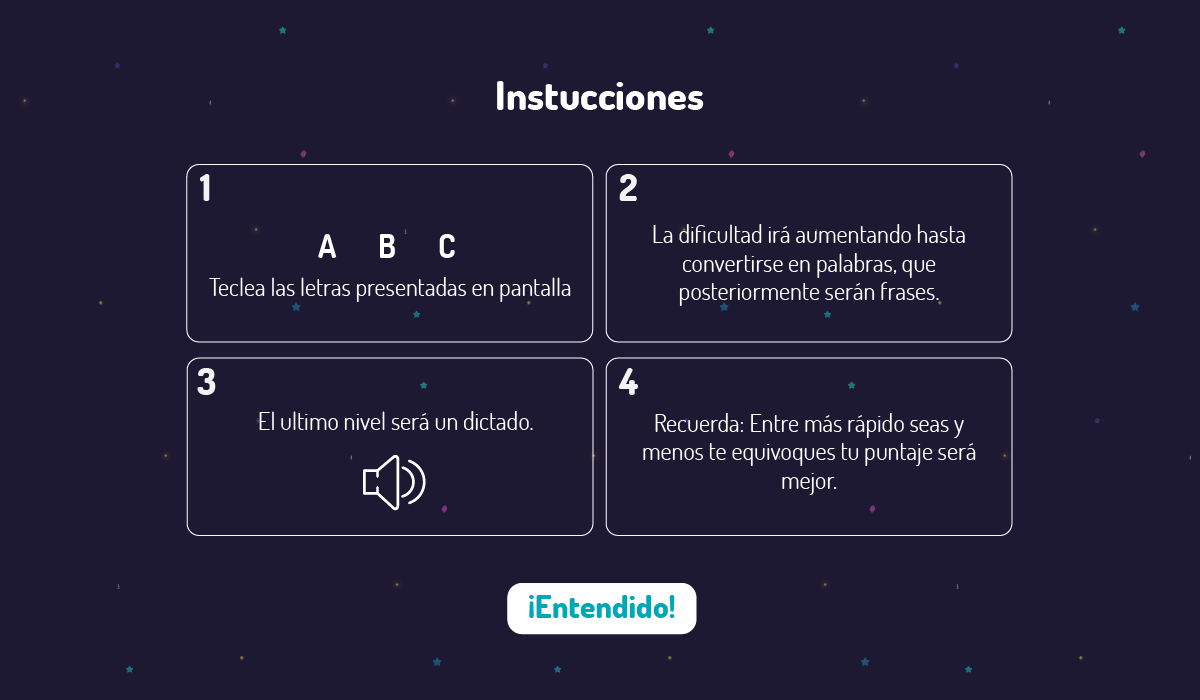 Instucciones
1
A B C
Teclea las letras presentadas en pantalla
2
La dificultad irá aumentando hasta
convertirse en palabras, que
posteriormente serán frases.
3
El ultimo nivel será un dictado.
4
Recuerda: Entre más rápido seas y
menos te equivoques tu puntaje será
mejor.
¡Entendido!